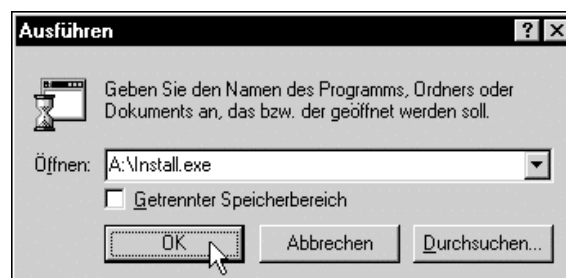 Ausführen
Geben Sie den Namen des Programms, Ordners oder
Dokuments an, das bzw. der geöffnet werden soll.
Öffnen: A:\Install.exe
Getrennter Speicherbereich
OK Abbrechen Durchsuchen...